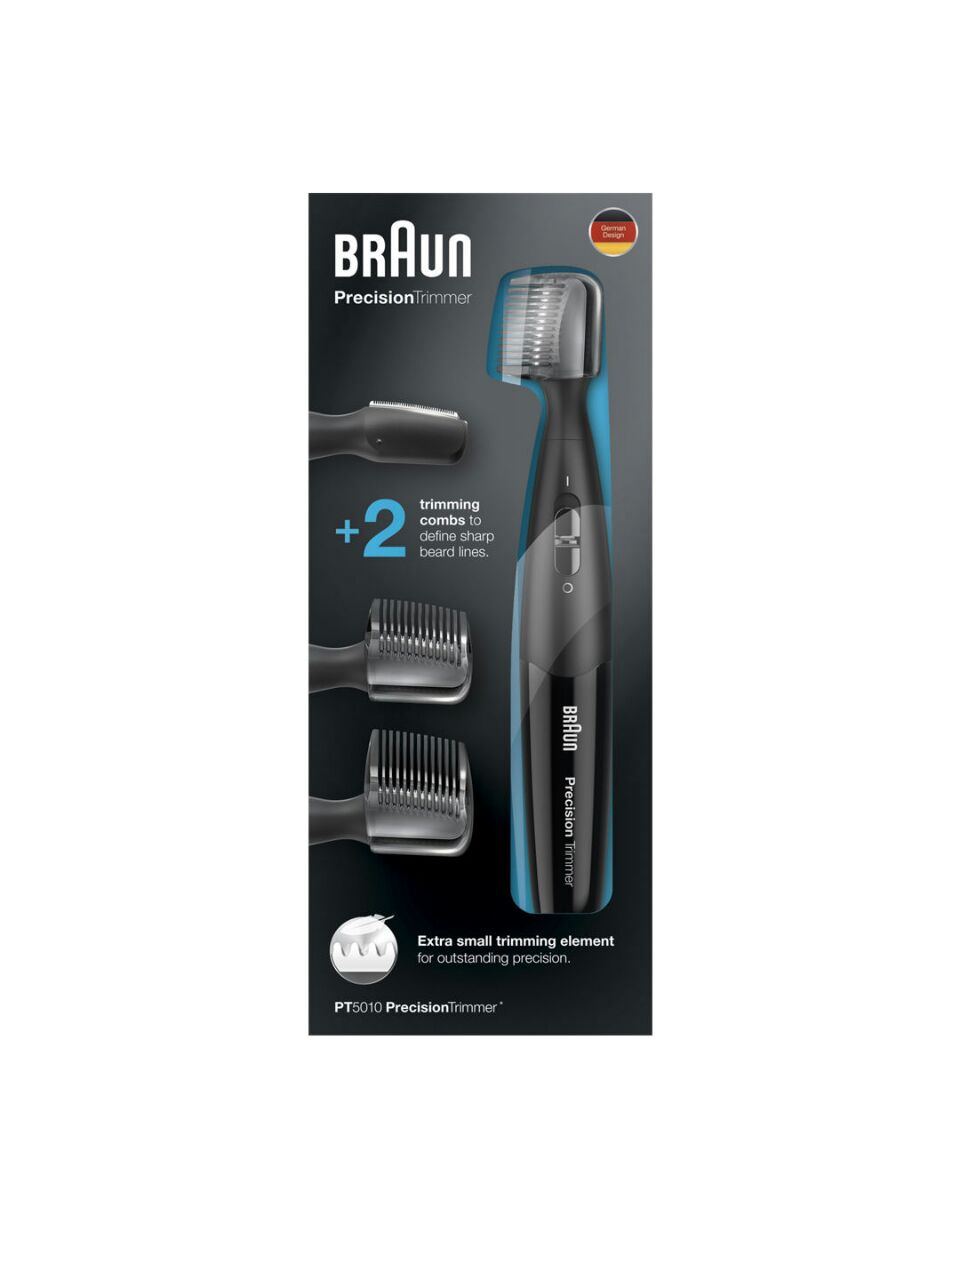 BRAUN
PrecisionTrimmer
German
Design
+2
trimming
combs to
define sharp
beard lines.
BRAUN
Precision Trimmer
Extra small trimming element
for outstanding precision.
PT5010 PrecisionTrimmer*